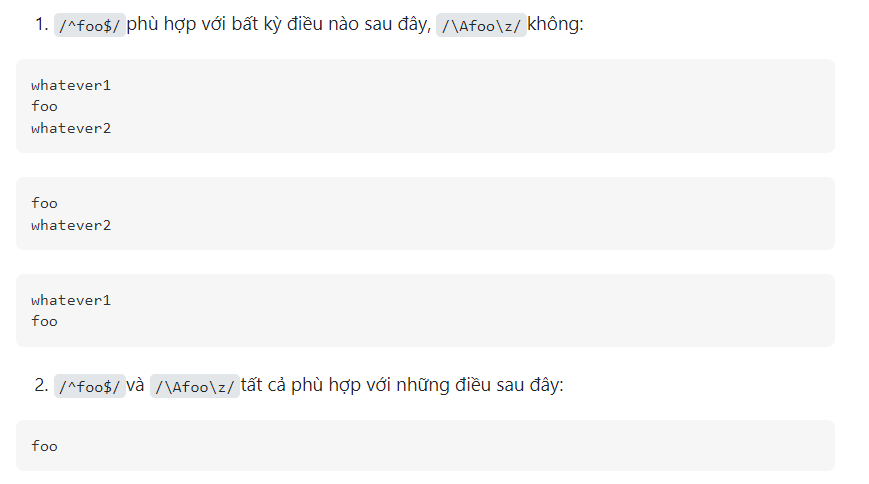 1. /^foo$/ phù hợp với bất kỳ điều nào sau đây, /\Afoo\z/ không:
whatever1
foo
whatever2
foo
whatever2
whatever1
foo
2. /^foo$/ và /\Afoo\z/ tất cả phù hợp với những điều sau đây:
foo